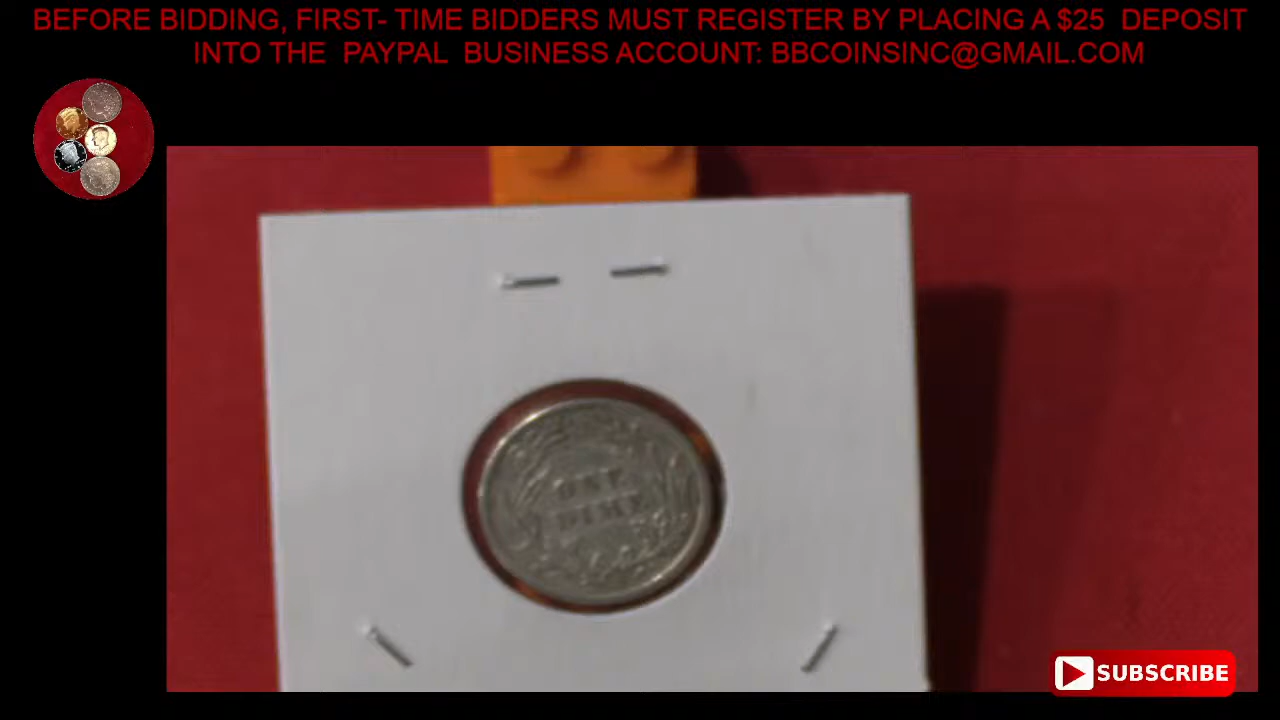 BEFORE BIDDING, FIRST- TIME BIDDERS MUST REGISTER BY PLACING A $25 DEPOSIT
INTO THE PAYPAL BUSINESS ACCOUNT: BBCOINSINC@GMAIL.COM
ONE
DIME
SUBSCRIBE